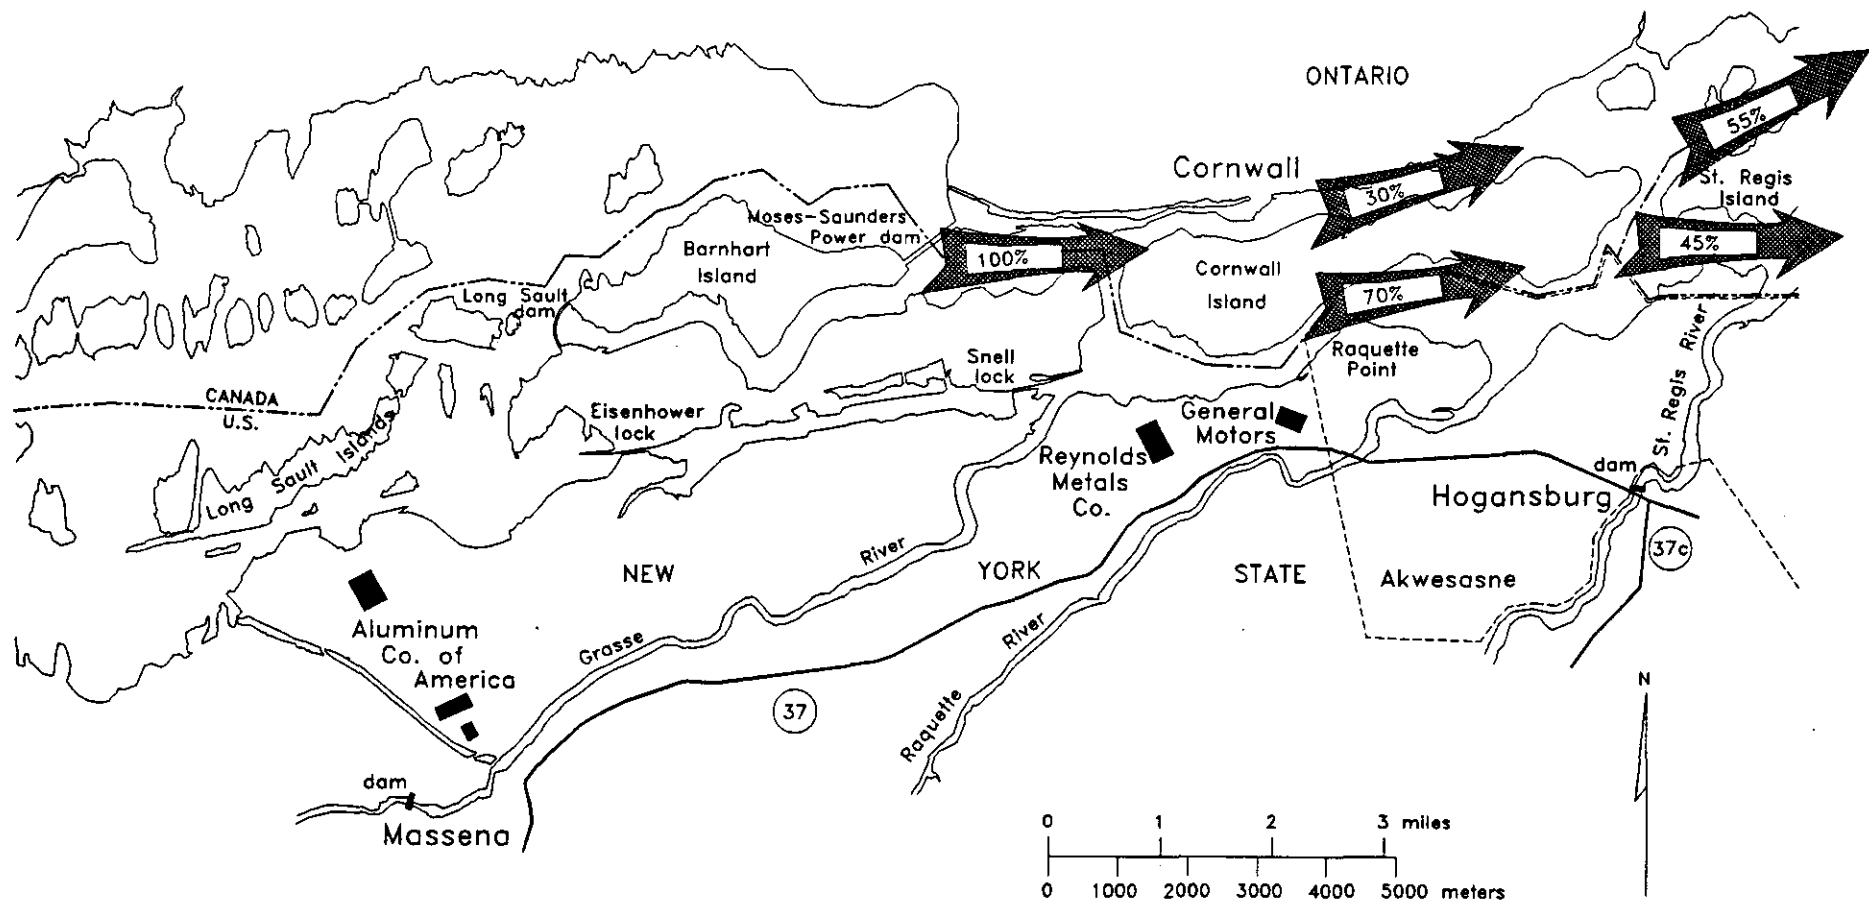 ONTARIO
55%
Cornwall
30%
St. Regis
Island
Moses-Saunders
Power dam
Barnhart
Island
100%
Cornwall
Island
45%
70%
Long Sault
dam
Raquette
Point
Snell
lock
St. Regis River
CANADA
U.S.
Eisenhower
lock
General
Motors
Long Sault Islands
Reynolds
Metals
Co.
dam
Hogansburg
37c
NEW YORK STATE
Akwesasne
Grasse River
Raquette River
Aluminum
Co. of
America
37
dam
Massena
N
0 1 2 3 miles
0 1000 2000 3000 4000 5000 meters